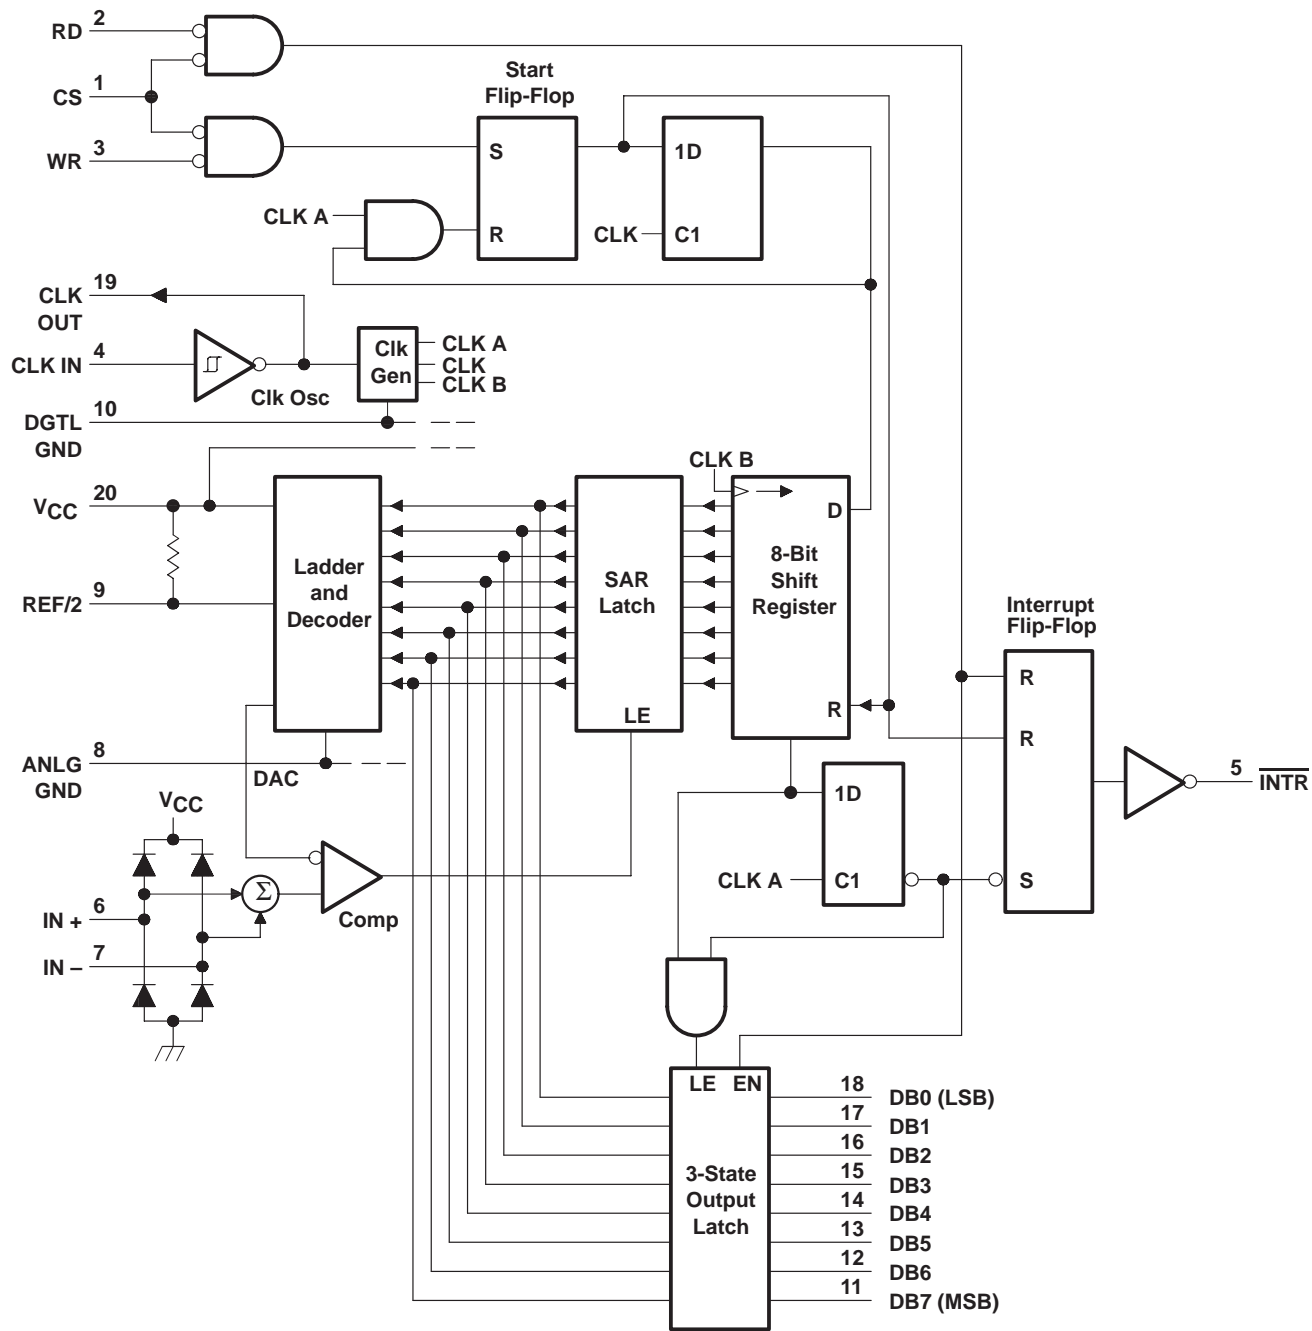 RD 2
CS 1
WR 3
Start
Flip-Flop
S
R
1D
C1
CLK A
CLK
CLK 19
OUT
CLK IN 4
Clk Osc
Clk
Gen
CLK A
CLK
CLK B
DGTL 10
GND
VCC 20
REF/2 9
Ladder
and
Decoder
SAR
Latch
LE
CLK B
D
8-Bit
Shift
Register
R
Interrupt
Flip-Flop
R
R
S
5 INTR
ANLG 8
GND
DAC
VCC
1D
C1
CLK A
Σ
Comp
IN + 6
IN – 7
LE EN
3-State
Output
Latch
18 DB0 (LSB)
17 DB1
16 DB2
15 DB3
14 DB4
13 DB5
12 DB6
11 DB7 (MSB)